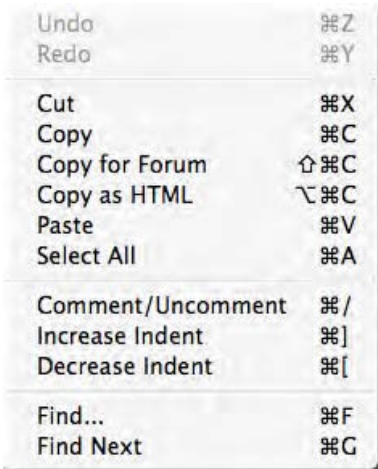 Undo ⌘Z
Redo ⌘Y
Cut ⌘X
Copy ⌘C
Copy for Forum ⇧⌘C
Copy as HTML ⌥⌘C
Paste ⌘V
Select All ⌘A
Comment/Uncomment ⌘/
Increase Indent ⌘]
Decrease Indent ⌘[
Find... ⌘F
Find Next ⌘G